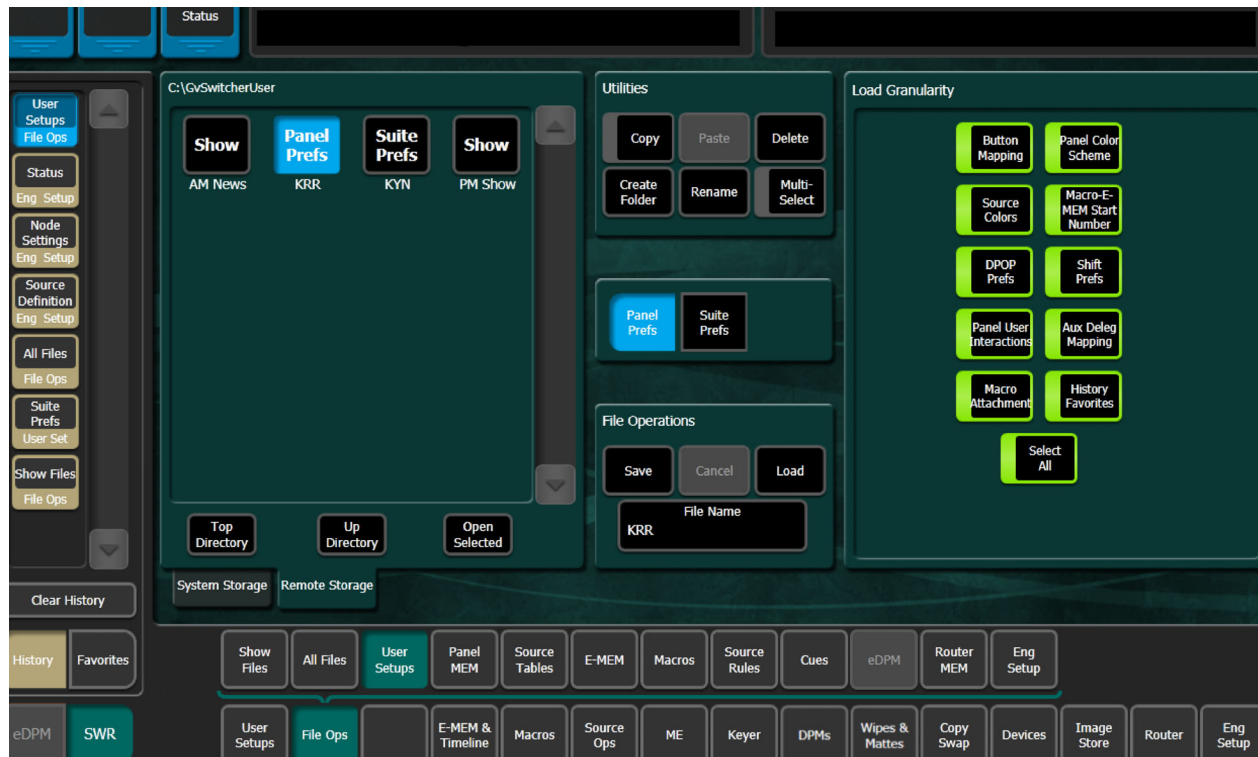 Status
User
Setups
File Ops
Status
Eng Setup
Node
Settings
Eng Setup
Source
Definition
Eng Setup
All Files
File Ops
Suite
Prefs
User Set
Show Files
File Ops
Clear History
History
Favorites
eDPM
SWR
C:\GvSwitcherUser
Show
AM News
Panel
Prefs
KRR
Suite
Prefs
KYN
Show
PM Show
Top
Directory
Up
Directory
Open
Selected
System Storage
Remote Storage
Utilities
Copy
Paste
Delete
Create
Folder
Rename
Multi-
Select
Panel
Prefs
Suite
Prefs
File Operations
Save
Cancel
Load
File Name
KRR
Load Granularity
Button
Mapping
Panel Color
Scheme
Source
Colors
Macro-E-
MEM Start
Number
DPOP
Prefs
Shift
Prefs
Panel User
Interactions
Aux Deleg
Mapping
Macro
Attachment
History
Favorites
Select
All
Show
Files
All Files
User
Setups
Panel
MEM
Source
Tables
E-MEM
Macros
Source
Rules
Cues
eDPM
Router
MEM
Eng
Setup
User
Setups
File Ops
E-MEM &
Timeline
Macros
Source
Ops
ME
Keyer
DPMs
Wipes &
Mattes
Copy
Swap
Devices
Image
Store
Router
Eng
Setup